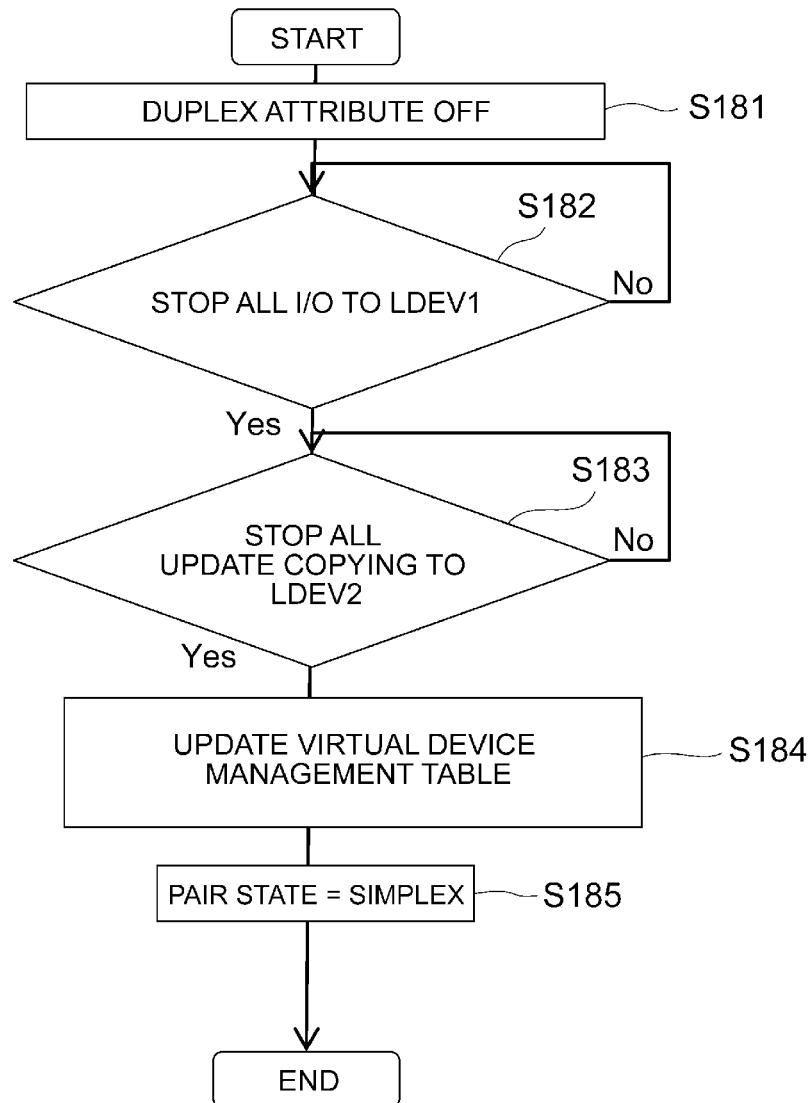 START
DUPLEX ATTRIBUTE OFF
S181
S182
STOP ALL I/O TO LDEV1
No
Yes
S183
STOP ALL
UPDATE COPYING TO
LDEV2
No
Yes
UPDATE VIRTUAL DEVICE
MANAGEMENT TABLE
S184
PAIR STATE = SIMPLEX
S185
END